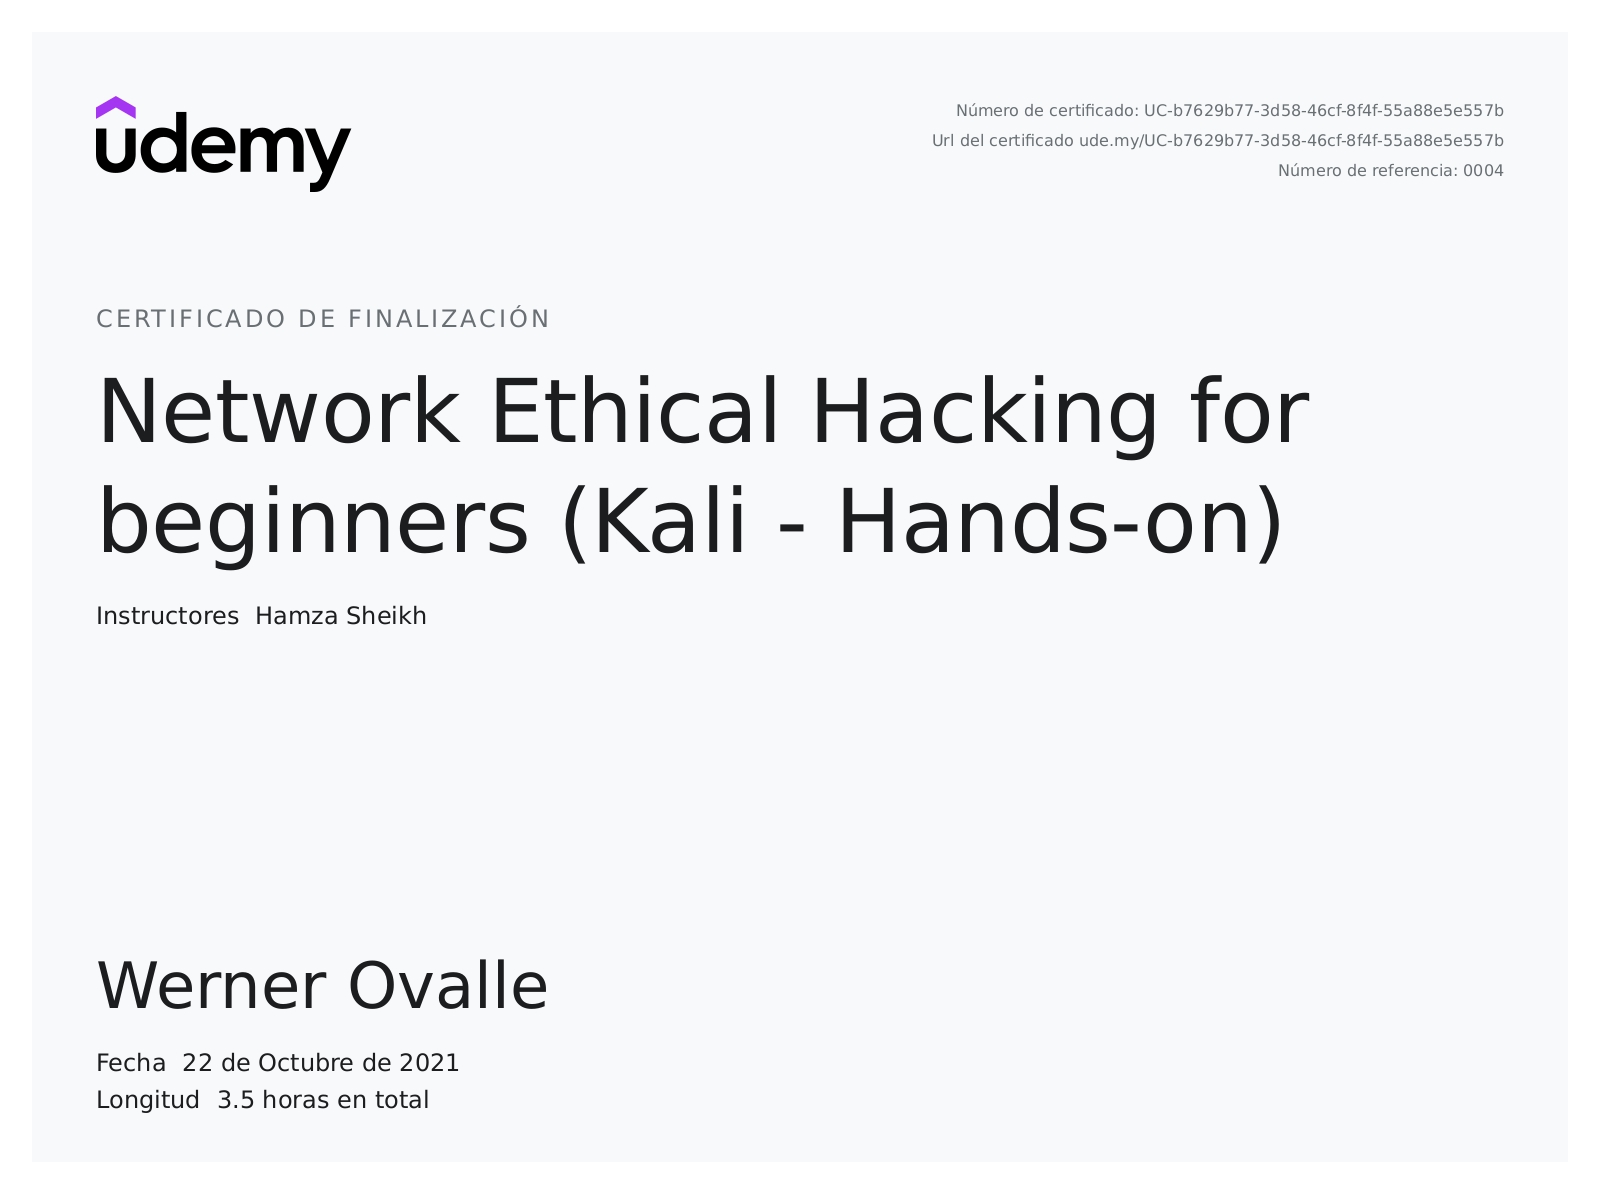 udemy
Número de certificado: UC-b7629b77-3d58-46cf-8f4f-55a88e5e557b
Url del certificado ude.my/UC-b7629b77-3d58-46cf-8f4f-55a88e5e557b
Número de referencia: 0004
CERTIFICADO DE FINALIZACIÓN
Network Ethical Hacking for
beginners (Kali - Hands-on)
Instructores Hamza Sheikh
Werner Ovalle
Fecha 22 de Octubre de 2021
Longitud 3.5 horas en total